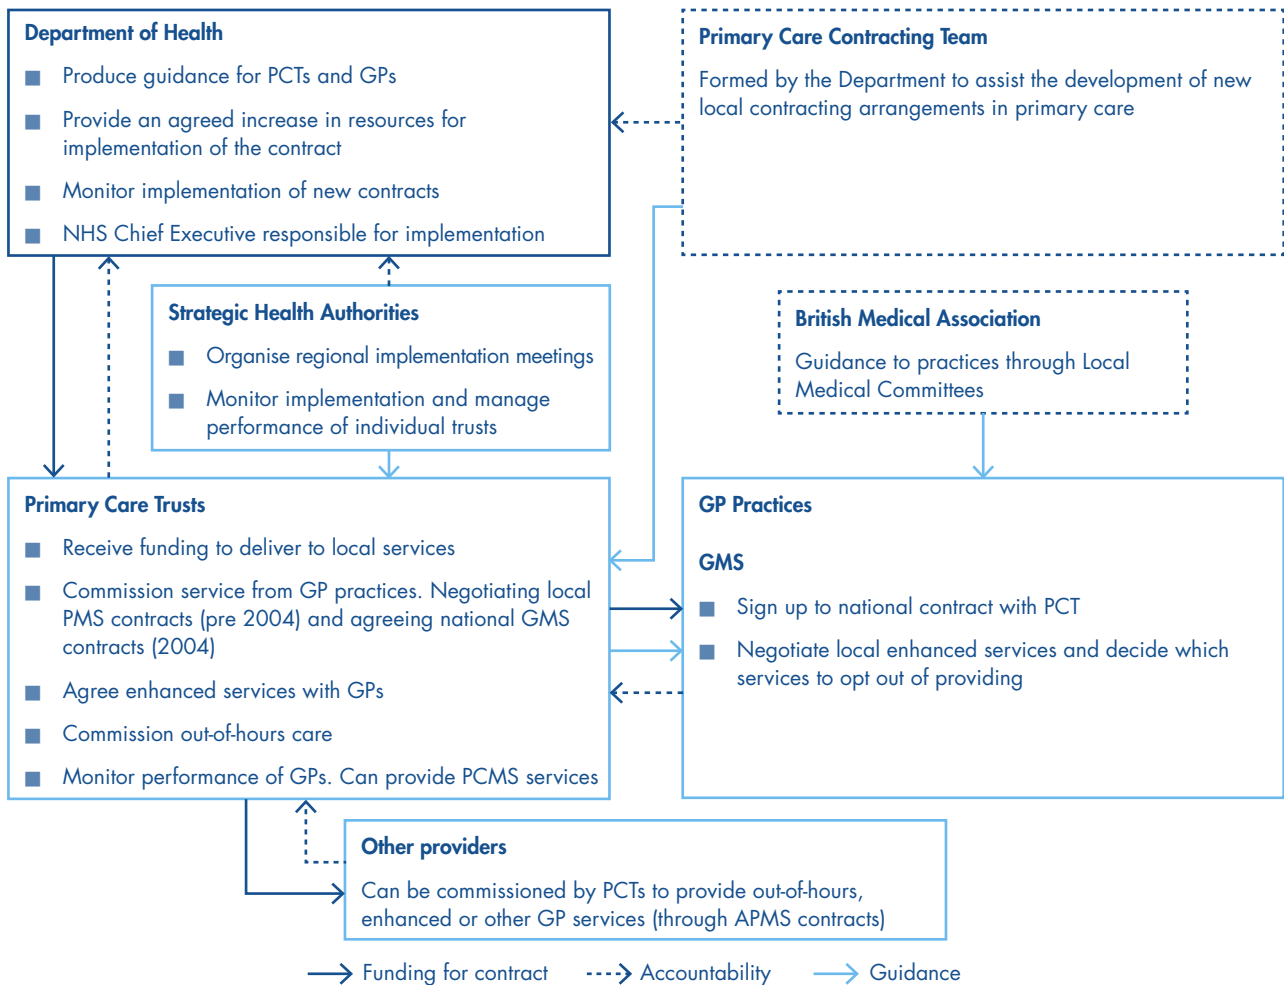 Department of Health
Produce guidance for PCTs and GPs
Provide an agreed increase in resources for
implementation of the contract
Monitor implementation of new contracts
NHS Chief Executive responsible for implementation
Primary Care Contracting Team
Formed by the Department to assist the development of new
local contracting arrangements in primary care
Strategic Health Authorities
Organise regional implementation meetings
Monitor implementation and manage
performance of individual trusts
British Medical Association
Guidance to practices through Local
Medical Committees
Primary Care Trusts
Receive funding to deliver to local services
Commission service from GP practices. Negotiating local
PMS contracts (pre 2004) and agreeing national GMS
contracts (2004)
Agree enhanced services with GPs
Commission out-of-hours care
Monitor performance of GPs. Can provide PCMS services
GP Practices
GMS
Sign up to national contract with PCT
Negotiate local enhanced services and decide which
services to opt out of providing
Other providers
Can be commissioned by PCTs to provide out-of-hours,
enhanced or other GP services (through APMS contracts)
Funding for contract
Accountability
Guidance